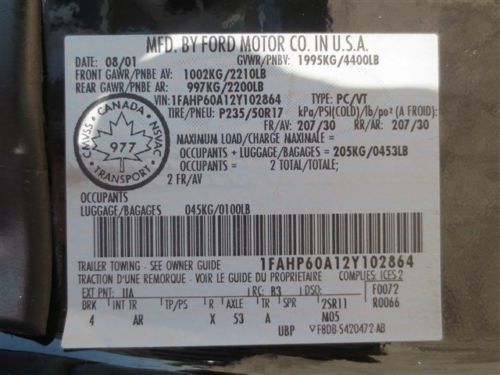 MFD. BY FORD MOTOR CO. IN U.S.A.
DATE: 08/01 GVWR/PNBV: 1995KG/4400LB
FRONT GAWR/PNBE AV: 1002KG/2210LB
REAR GAWR/PNBE AR: 997KG/2200LB
VIN: 1FAHP60A12Y102864 TYPE: PC/VT
TIRE/PNEU: P235/50R17 kPa/PSI(COLD)/lb/po² (A FROID):
FR/AV: 207/30 RR/AR: 207/30
MAXIMUM LOAD/CHARGE MAXIMALE =
OCCUPANTS + LUGGAGE/BAGAGES = 205KG/0453LB
OCCUPANTS = 2 TOTAL/TOTALE;
2 FR/AV
CANADA
CMVSS NSVAC
977
TRANSPORT
OCCUPANTS
LUGGAGE/BAGAGES 045KG/0100LB
1FAHP60A12Y102864
TRAILER TOWING - SEE OWNER GUIDE
TRACTION D'UNE REMORQUE - VOIR GUIDE DU PROPRIETAIRE COMPLIES: ICES 2
EXT PNT: UA RC: B3 DSO: F0072
BRK INT TR TP/PS R AXLE TR SPR 2SR11 R0066
4 AR X 53 A M05
UBP F8DB-5420472-AB